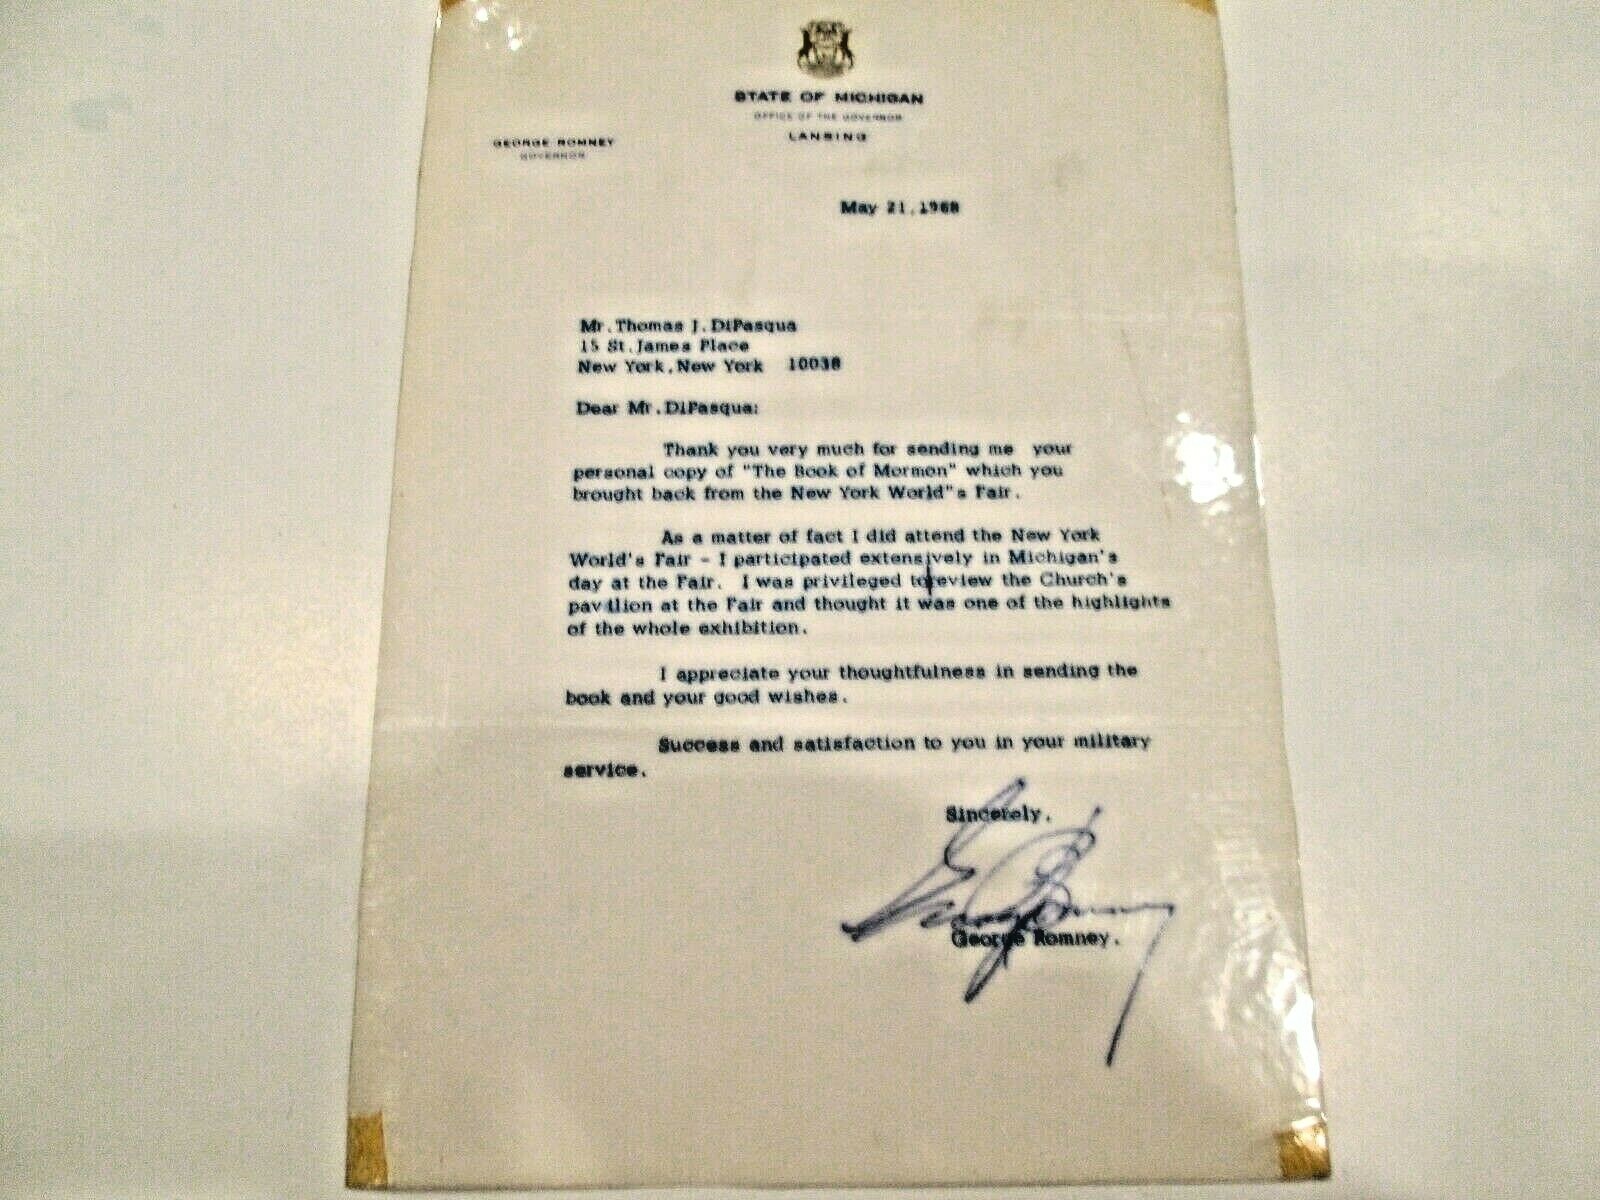 STATE OF MICHIGAN
OFFICE OF THE GOVERNOR
LANSING
GEORGE ROMNEY
GOVERNOR
May 21, 1968
Mr. Thomas J. DiPasqua
15 St. James Place
New York, New York 10038
Dear Mr. DiPasqua:
Thank you very much for sending me your
personal copy of "The Book of Mormon" which you
brought back from the New York World"s Fair.
As a matter of fact I did attend the New York
World's Fair - I participated extensively in Michigan's
day at the Fair. I was privileged to review the Church's
pavilion at the Fair and thought it was one of the highlights
of the whole exhibition.
I appreciate your thoughtfulness in sending the
book and your good wishes.
Success and satisfaction to you in your military
service.
Sincerely,
George Romney
George Romney.